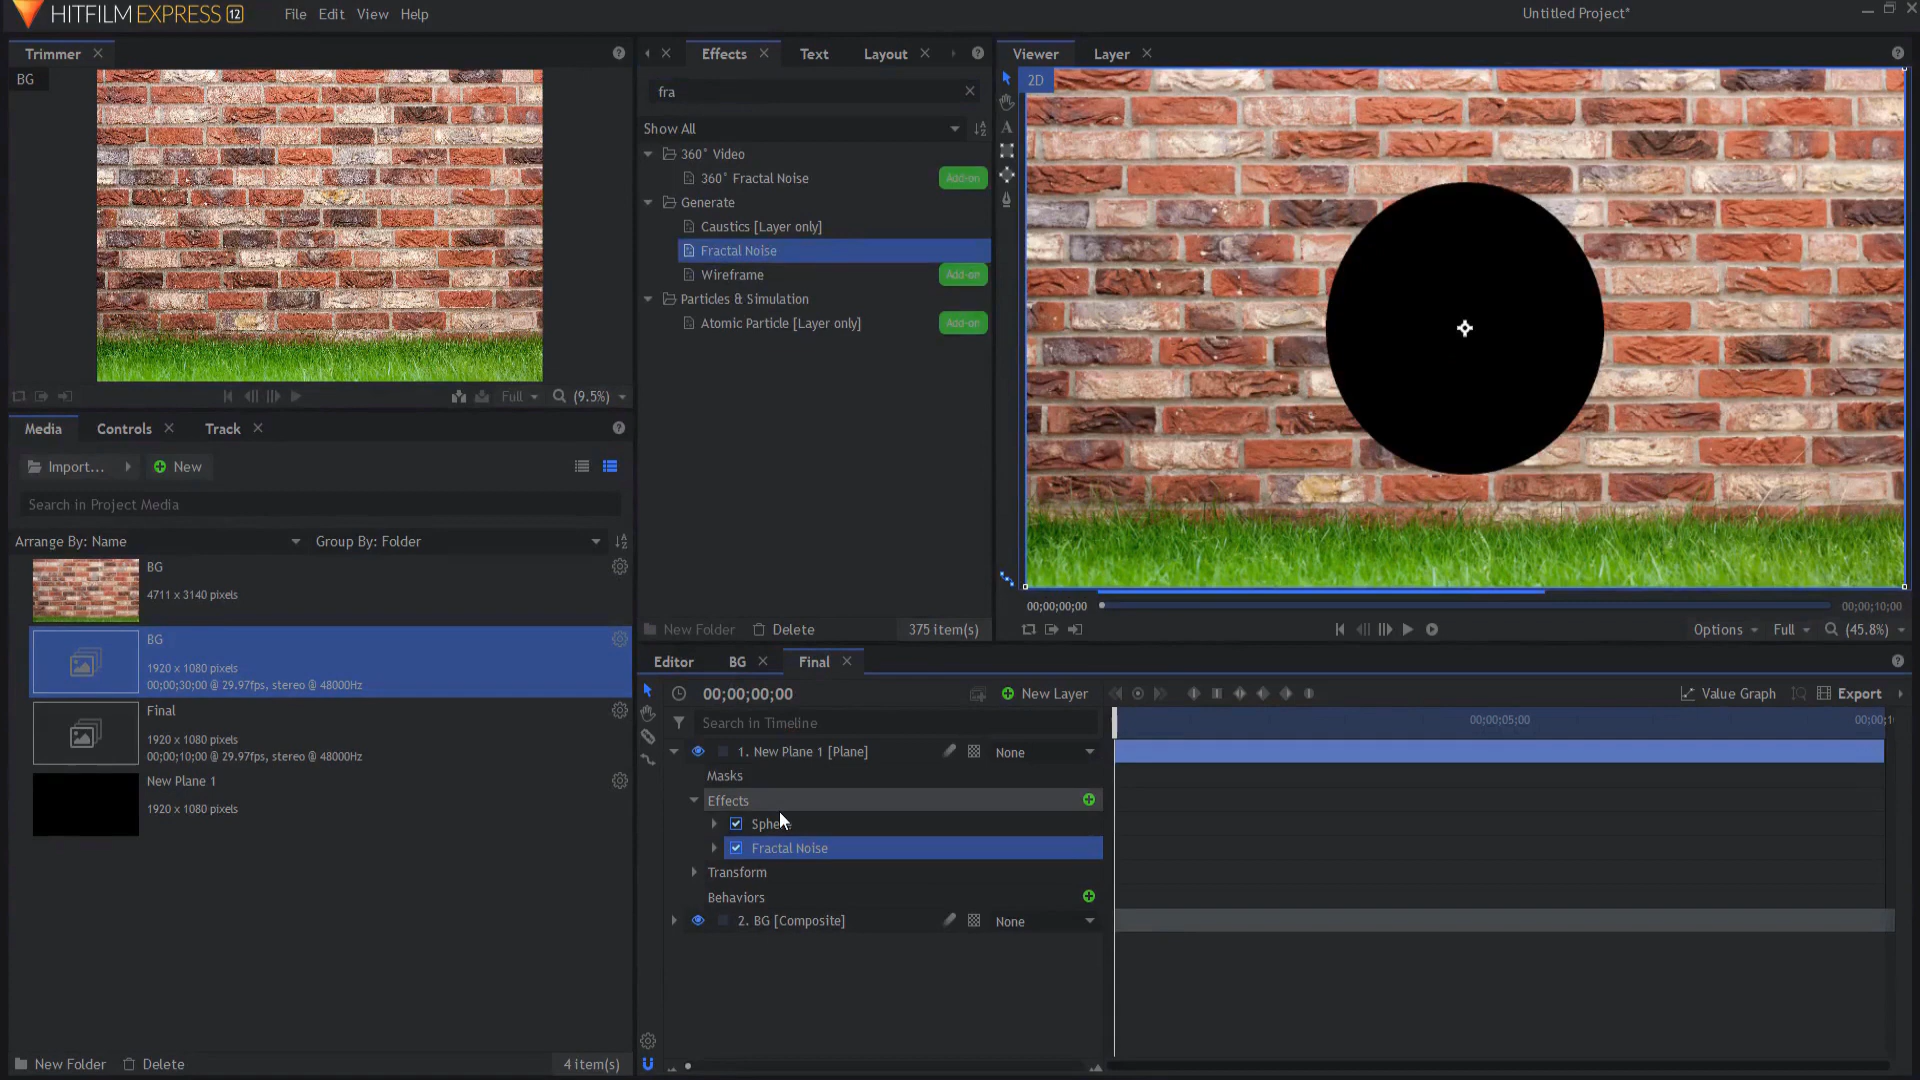 HITFILM EXPRESS 12
File Edit View Help
Untitled Project*
Trimmer
BG
Effects Text Layout
fra
Show All
360° Video
360° Fractal Noise Add-on
Generate
Caustics [Layer only]
Fractal Noise
Wireframe Add-on
Particles & Simulation
Atomic Particle [Layer only] Add-on
New Folder Delete 375 item(s)
Viewer Layer
2D
00;00;00;00 00;00;10;00
Options Full (45.8%)
Full (9.5%)
Media Controls Track
Import... New
Search in Project Media
Arrange By: Name Group By: Folder
BG
4711 x 3140 pixels
BG
1920 x 1080 pixels
00;00;30;00 @ 29.97fps, stereo @ 48000Hz
Final
1920 x 1080 pixels
00;00;10;00 @ 29.97fps, stereo @ 48000Hz
New Plane 1
1920 x 1080 pixels
New Folder Delete 4 item(s)
Editor BG Final
00;00;00;00 New Layer Value Graph Export
Search in Timeline 00;00;05;00 00;00;1
1. New Plane 1 [Plane] None
Masks
Effects
Fractal Noise
Transform
Behaviors
2. BG [Composite] None